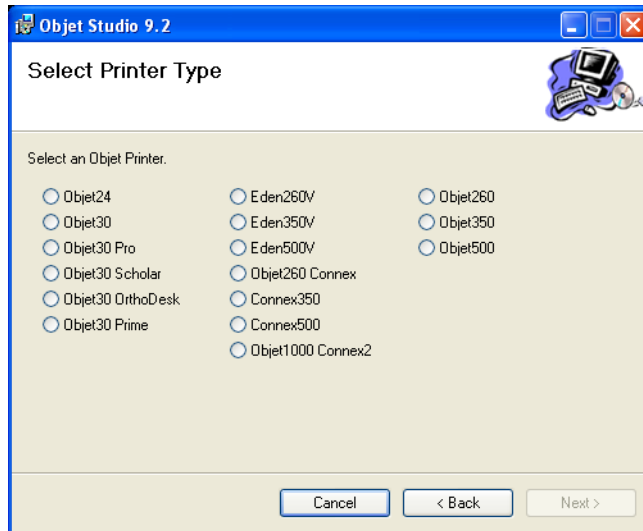 Objet Studio 9.2
Select Printer Type
Select an Objet Printer.
Objet24
Objet30
Objet30 Pro
Objet30 Scholar
Objet30 OrthoDesk
Objet30 Prime
Eden260V
Eden350V
Eden500V
Objet260 Connex
Connex350
Connex500
Objet1000 Connex2
Objet260
Objet350
Objet500
Cancel
< Back
Next >